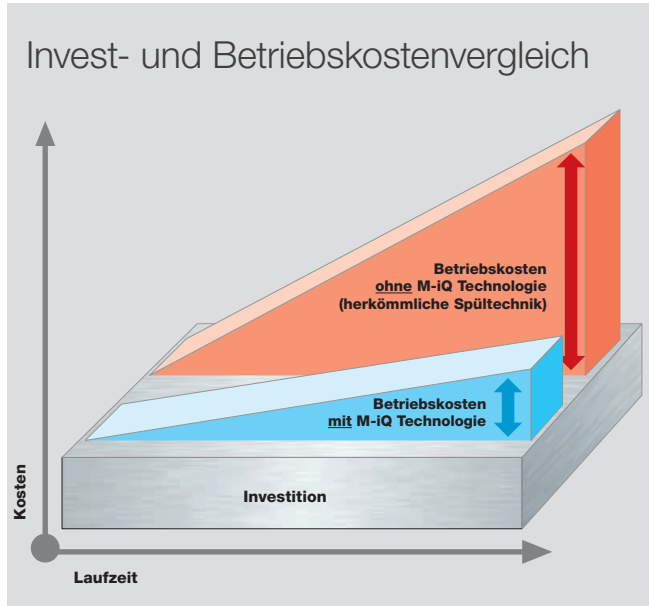 Invest- und Betriebskostenvergleich
Betriebskosten
ohne M-iQ Technologie
(herkömmliche Spültechnik)
Betriebskosten
mit M-iQ Technologie
Investition
Kosten
Laufzeit